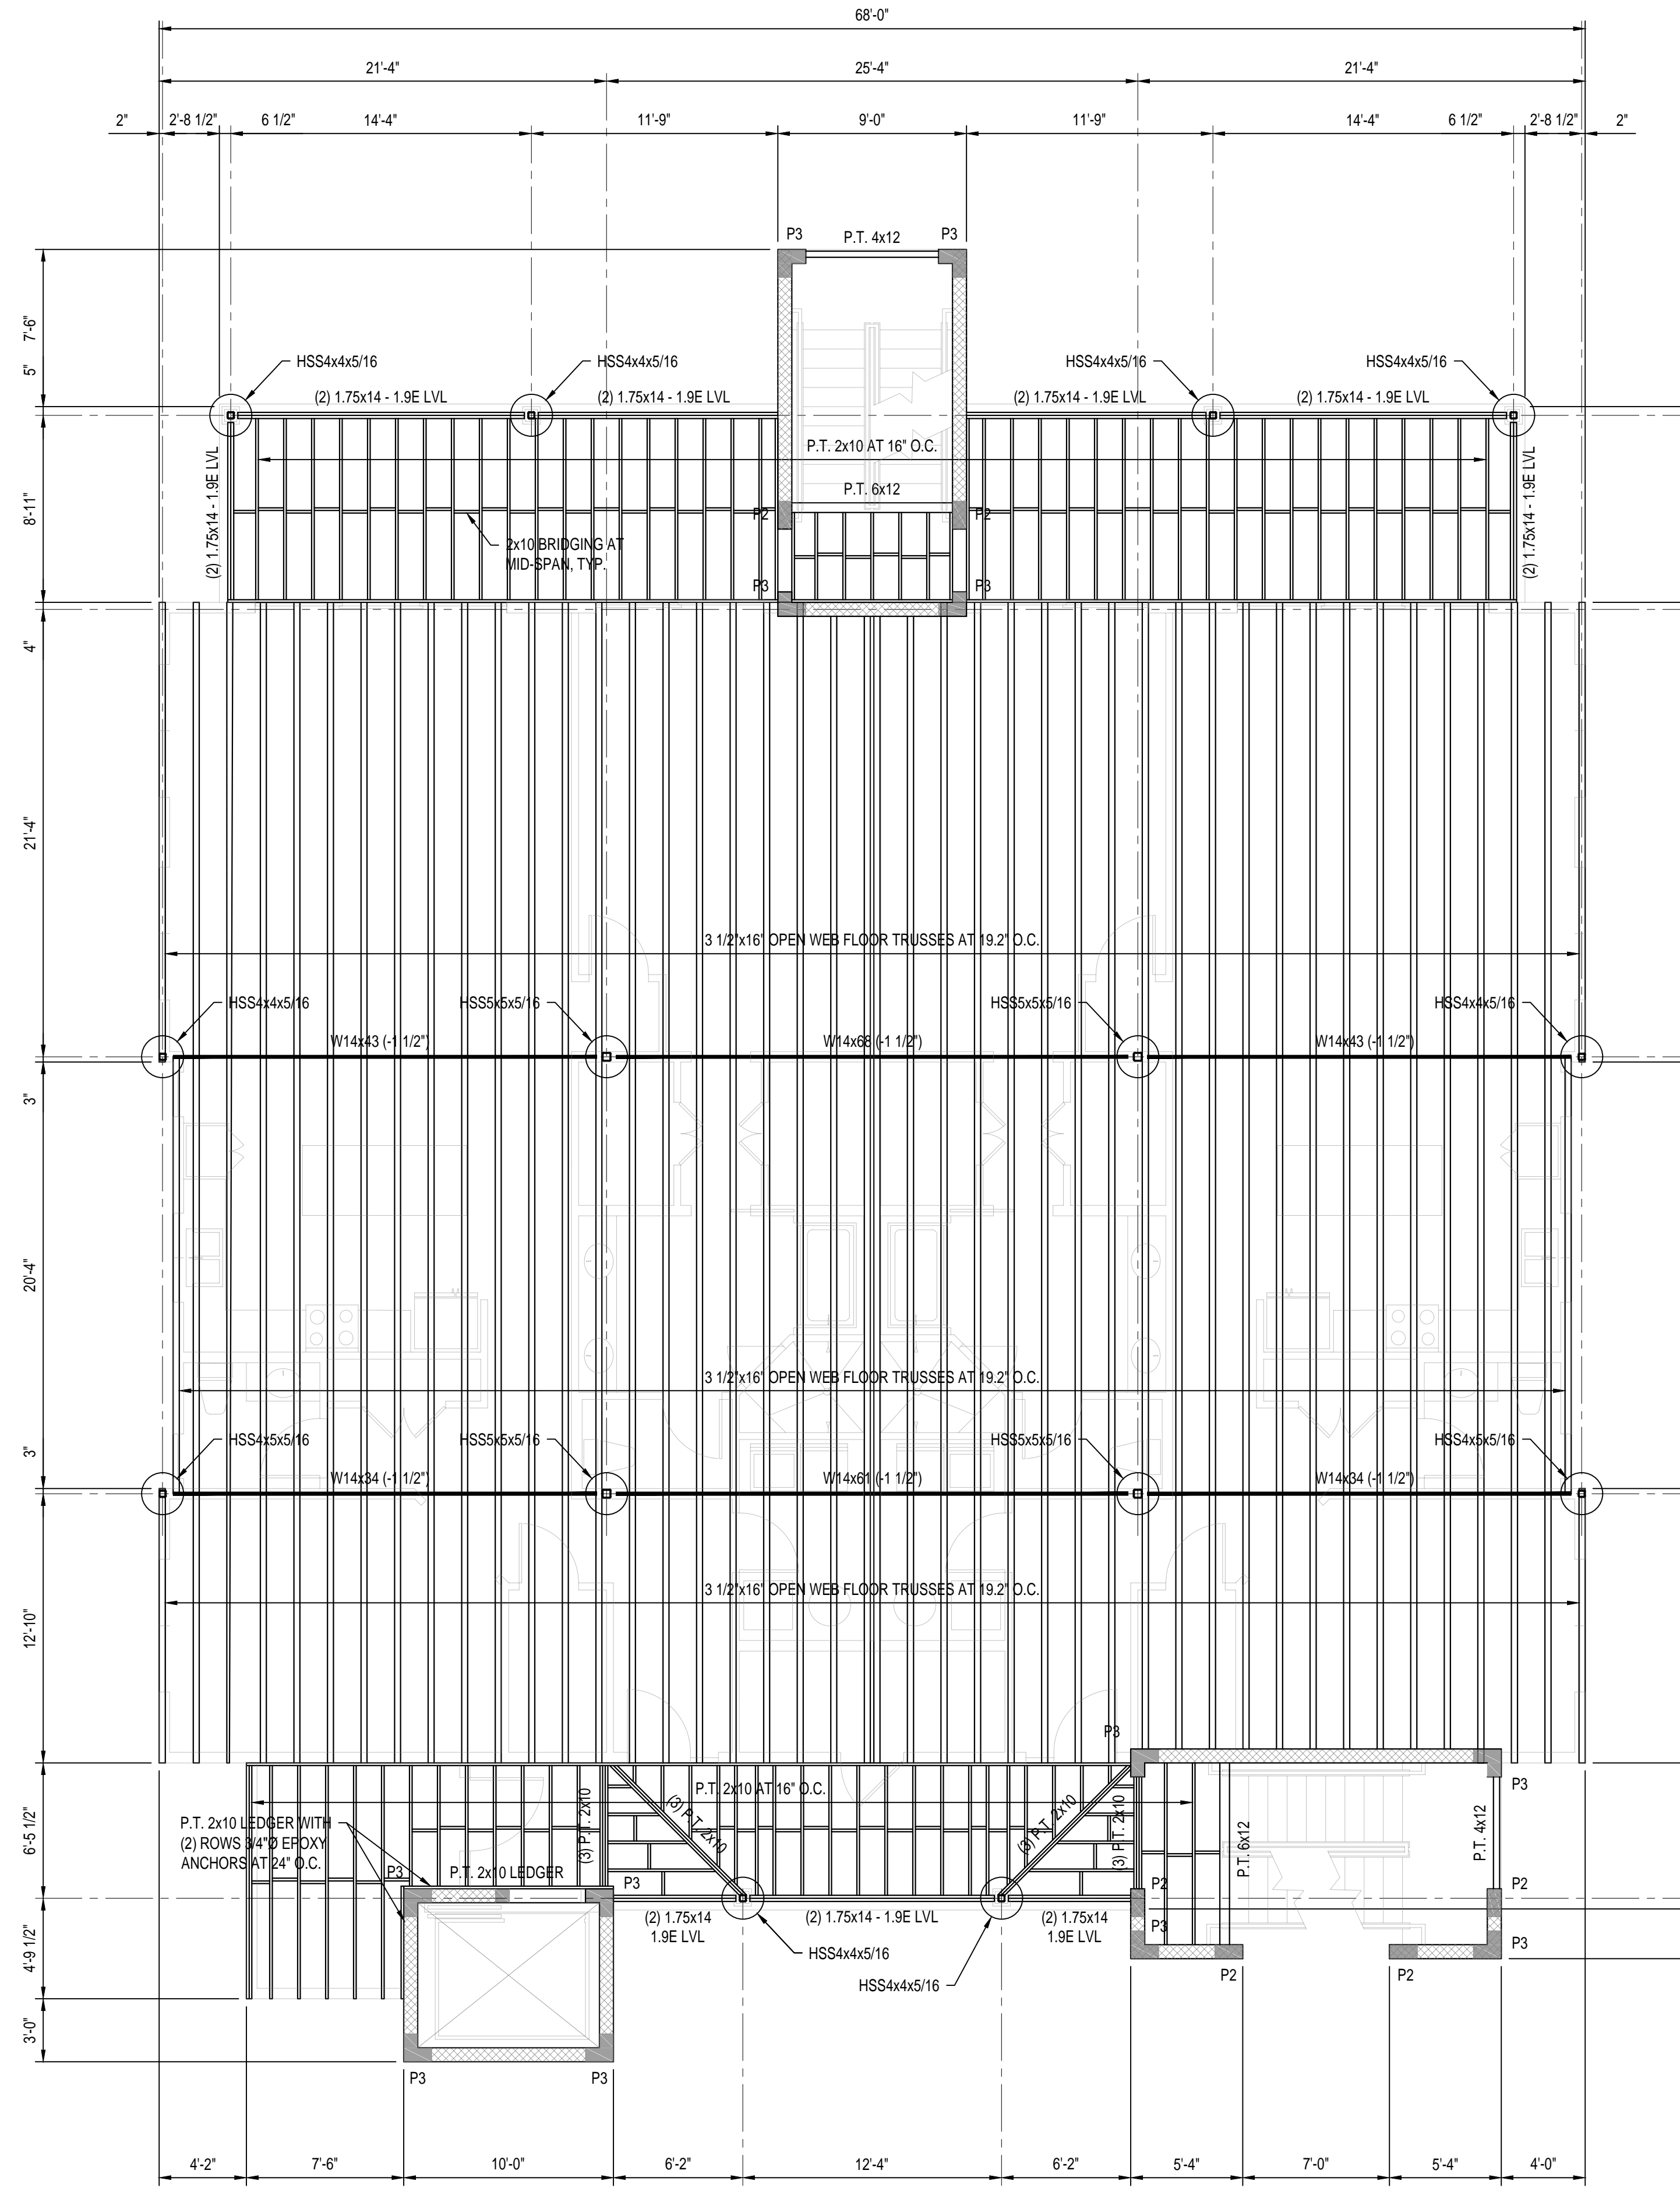 68'-0"
21'-4"
25'-4"
21'-4"
2"
2'-8 1/2"
6 1/2"
14'-4"
11'-9"
9'-0"
11'-9"
14'-4"
6 1/2"
2'-8 1/2"
2"
P3
P.T. 4x12
P3
7'-6"
5"
HSS4x4x5/16
HSS4x4x5/16
HSS4x4x5/16
HSS4x4x5/16
(2) 1.75x14 - 1.9E LVL
(2) 1.75x14 - 1.9E LVL
(2) 1.75x14 - 1.9E LVL
(2) 1.75x14 - 1.9E LVL
P.T. 2x10 AT 16" O.C.
(2) 1.75x14 - 1.9E LVL
(2) 1.75x14 - 1.9E LVL
8'-11"
P.T. 6x12
P2
P2
2x10 BRIDGING AT
MID-SPAN, TYP.
P3
P3
4"
21'-4"
3 1/2"x16" OPEN WEB FLOOR TRUSSES AT 19.2" O.C.
HSS4x4x5/16
HSS5x5x5/16
HSS5x5x5/16
HSS4x4x5/16
W14x43 (-1 1/2")
W14x68 (-1 1/2")
W14x43 (-1 1/2")
3"
20'-4"
3 1/2"x16" OPEN WEB FLOOR TRUSSES AT 19.2" O.C.
3"
HSS4x5x5/16
HSS5x5x5/16
HSS5x5x5/16
HSS4x5x5/16
W14x34 (-1 1/2")
W14x61 (-1 1/2")
W14x34 (-1 1/2")
3 1/2"x16" OPEN WEB FLOOR TRUSSES AT 19.2" O.C.
12'-10"
P3
P.T. 2x10 AT 16" O.C.
P3
6'-5 1/2"
P.T. 2x10 LEDGER WITH
(2) ROWS 3/4"Ø EPOXY
ANCHORS AT 24" O.C.
(3) P.T. 2x10
(3) P.T. 2x10
(3) P.T. 2x10
(3) P.T. 2x10
P.T. 6x12
P.T. 4x12
P3
P.T. 2x10 LEDGER
P3
P2
P2
(2) 1.75x14
1.9E LVL
(2) 1.75x14 - 1.9E LVL
(2) 1.75x14
1.9E LVL
P3
P3
4'-9 1/2"
HSS4x4x5/16
HSS4x4x5/16
P2
P2
3'-0"
P3
P3
4'-2"
7'-6"
10'-0"
6'-2"
12'-4"
6'-2"
5'-4"
7'-0"
5'-4"
4'-0"